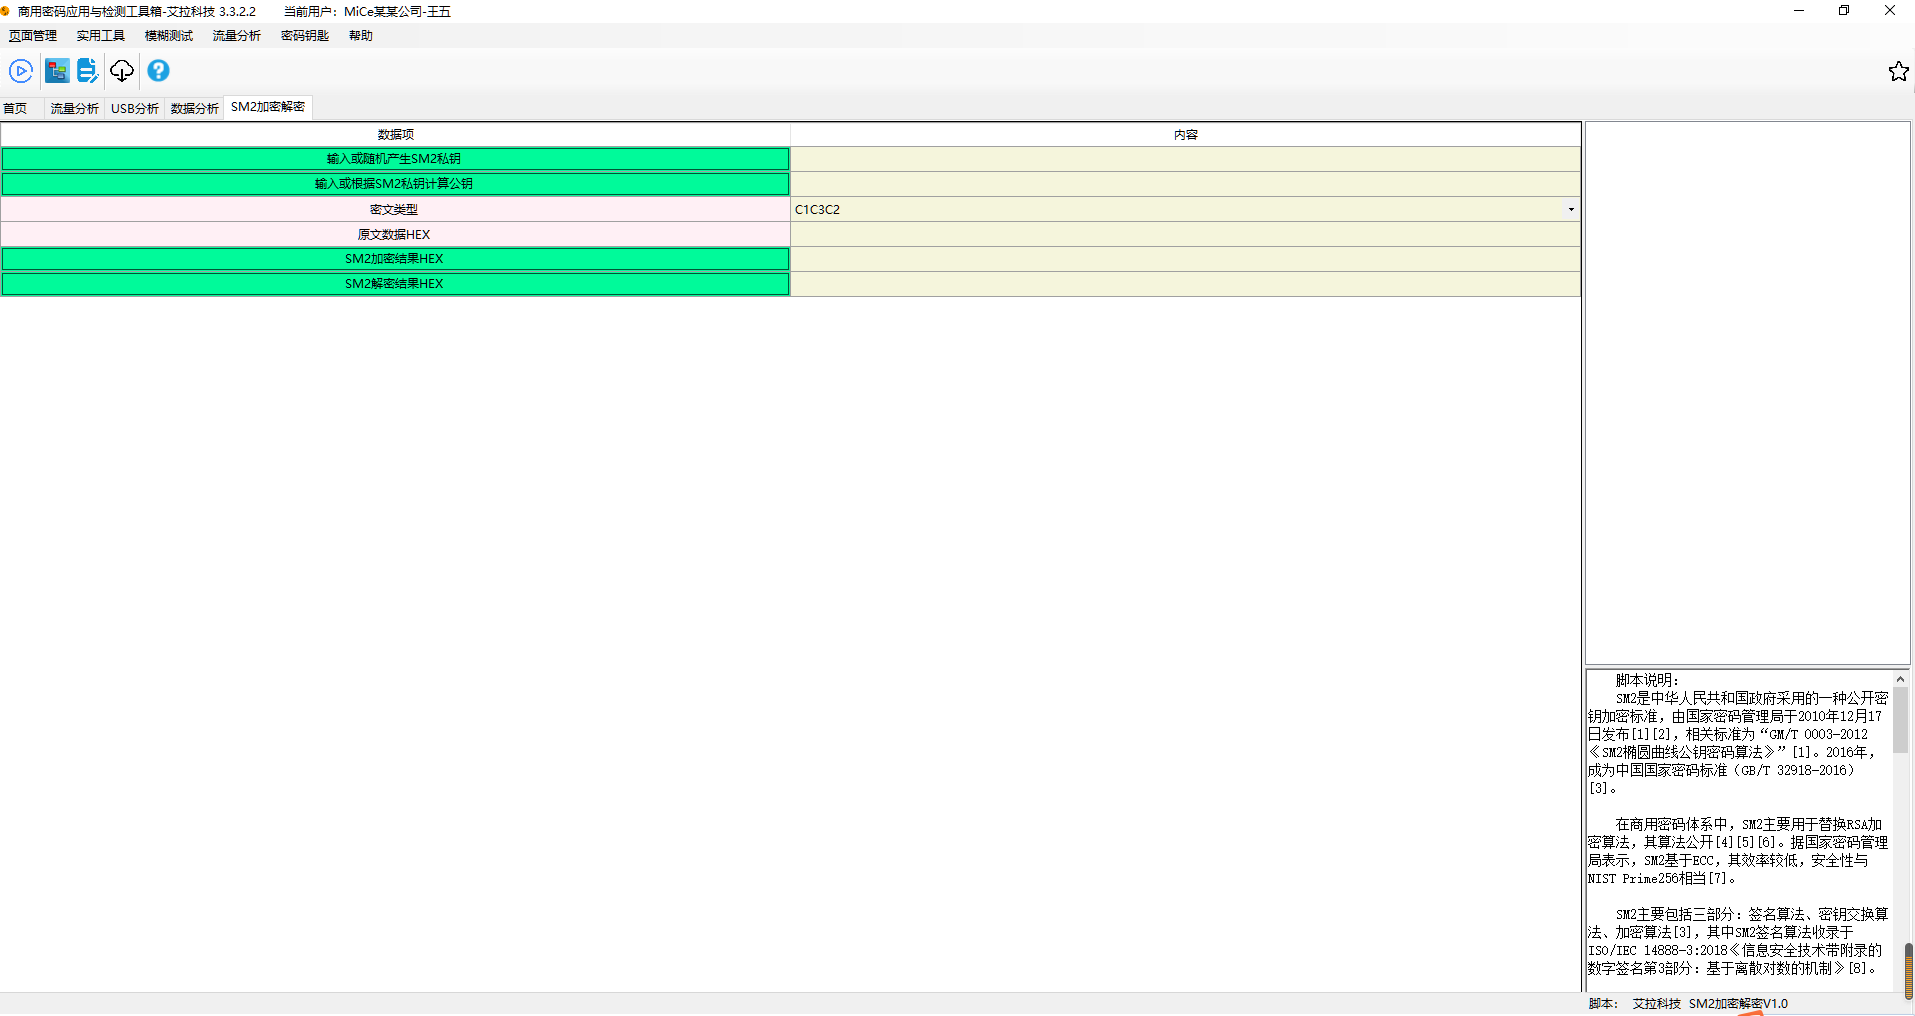 商用密码应用与检测工具箱-艾拉科技 3.3.2.2 当前用户：MiCe某某公司-王五
页面管理 实用工具 模糊测试 流量分析 密码钥匙 帮助
首页 流量分析 USB分析 数据分析 SM2加密解密
数据项 内容
输入或随机产生SM2私钥
输入或根据SM2私钥计算公钥
密文类型 C1C3C2
原文数据HEX
SM2加密结果HEX
SM2解密结果HEX
脚本说明：
SM2是中华人民共和国政府采用的一种公开密
钥加密标准，由国家密码管理局于2010年12月17
日发布[1][2]，相关标准为“GM/T 0003-2012
《SM2椭圆曲线公钥密码算法》”[1]。2016年，
成为中国国家密码标准（GB/T 32918-2016）
[3]。
在商用密码体系中，SM2主要用于替换RSA加
密算法，其算法公开[4][5][6]。据国家密码管理
局表示，SM2基于ECC，其效率较低，安全性与
NIST Prime256相当[7]。
SM2主要包括三部分：签名算法、密钥交换算
法、加密算法[3]，其中SM2签名算法收录于
ISO/IEC 14888-3:2018《信息安全技术带附录的
数字签名第3部分：基于离散对数的机制》[8]。
脚本： 艾拉科技 SM2加密解密V1.0